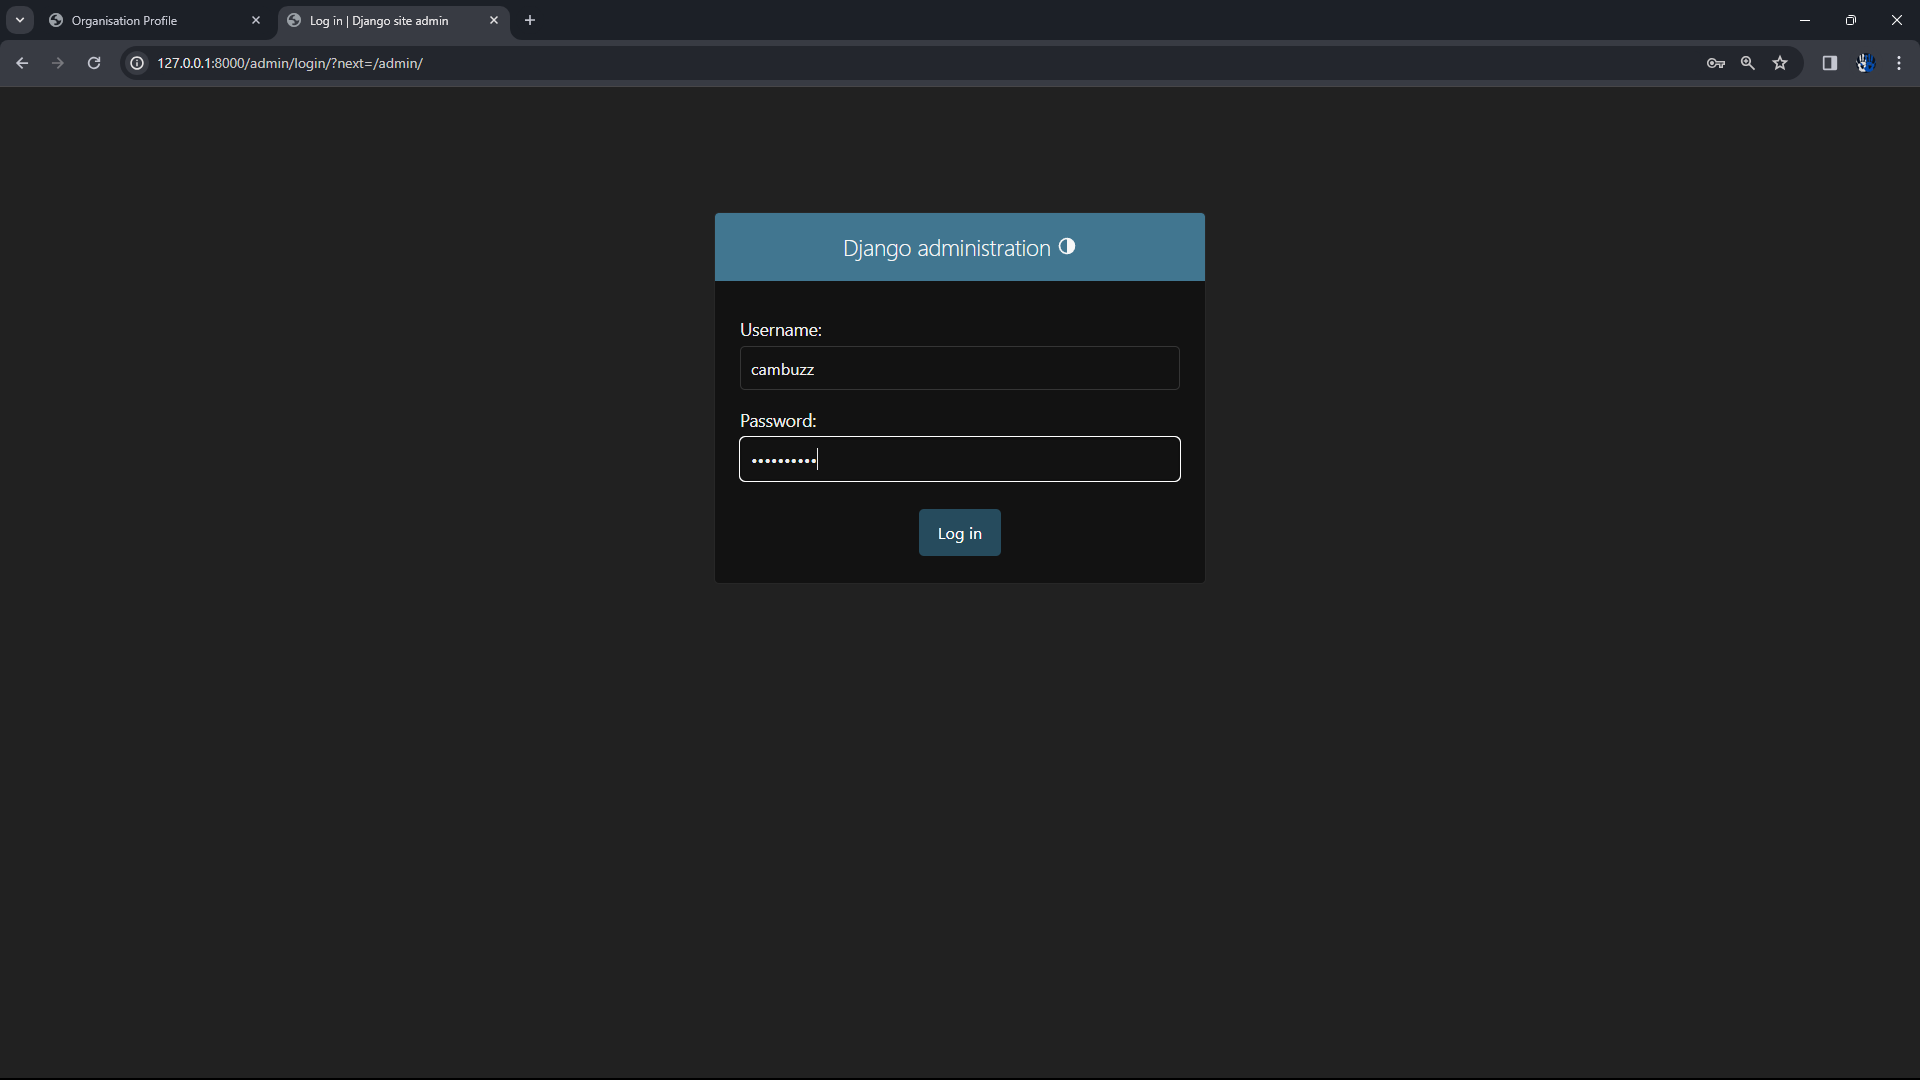 Organisation Profile
Log in | Django site admin
127.0.0.1:8000/admin/login/?next=/admin/
Django administration
Username:
cambuzz
Password:
••••••••••
Log in